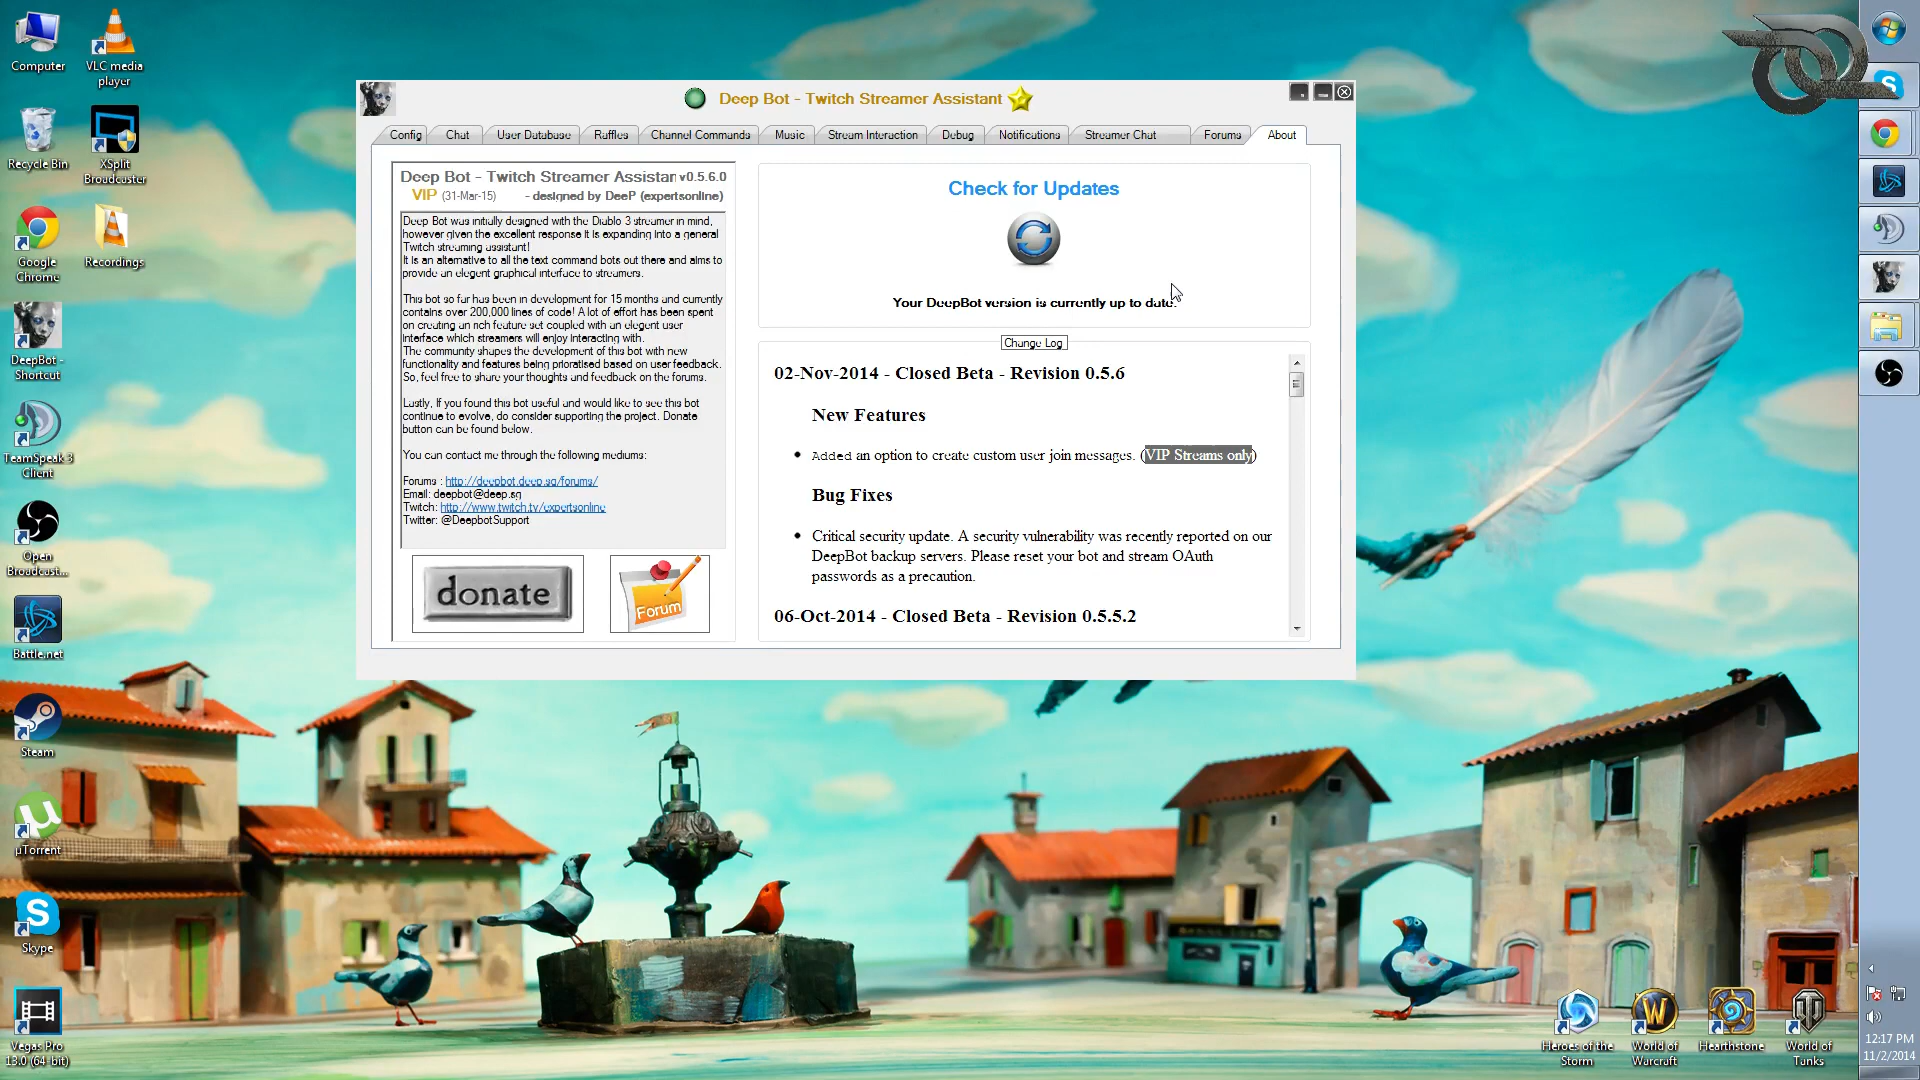 Computer
VLC media
player
Recycle Bin
XSplit
Broadcaster
Google
Chrome
Recordings
DeepBot -
Shortcut
TeamSpeak 3
Client
Open
Broadcast...
Battle.net
Steam
µTorrent
Skype
Vegas Pro
13.0 (64-bit)
Deep Bot - Twitch Streamer Assistant
Config
Chat
User Database
Raffles
Channel Commands
Music
Stream Interaction
Debug
Notifications
Streamer Chat
Forums
About
Deep Bot - Twitch Streamer Assistan v0.5.6.0
VIP (31-Mar-15) - designed by DeeP (expertsonline)
Deep Bot was initially designed with the Diablo 3 streamer in mind,
however given the excellent response it is expanding into a general
Twitch streaming assistant!
It is an alternative to all the text command bots out there and aims to
provide an elegent graphical interface to streamers.
This bot so far has been in development for 15 months and currently
contains over 200,000 lines of code! A lot of effort has been spent
on creating an rich feature set coupled with an elegent user
interface which streamers will enjoy interacting with.
The community shapes the development of this bot with new
functionality and features being prioratised based on user feedback.
So, feel free to share your thoughts and feedback on the forums.
Lastly, If you found this bot useful and would like to see this bot
continue to evolve, do consider supporting the project. Donate
button can be found below.
You can contact me through the following mediums:
Forums : http://deepbot.deep.sg/forums/
Email: deepbot@deep.sg
Twitch: http://www.twitch.tv/expertsonline
Twitter: @DeepbotSupport
donate
Forum
Check for Updates
Your DeepBot version is currently up to date.
Change Log
02-Nov-2014 - Closed Beta - Revision 0.5.6
New Features
Added an option to create custom user join messages. (VIP Streams only)
Bug Fixes
Critical security update. A security vulnerability was recently reported on our
DeepBot backup servers. Please reset your bot and stream OAuth
passwords as a precaution.
06-Oct-2014 - Closed Beta - Revision 0.5.5.2
Heroes of the
Storm
World of
Warcraft
Hearthstone
World of
Tanks
12:17 PM
11/2/2014